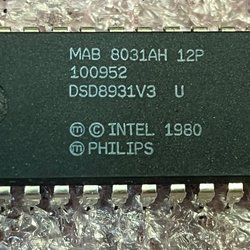 MAB 8031AH 12P
100952
DSD8931V3 U
ⓜ © INTEL 1980
ⓜ PHILIPS